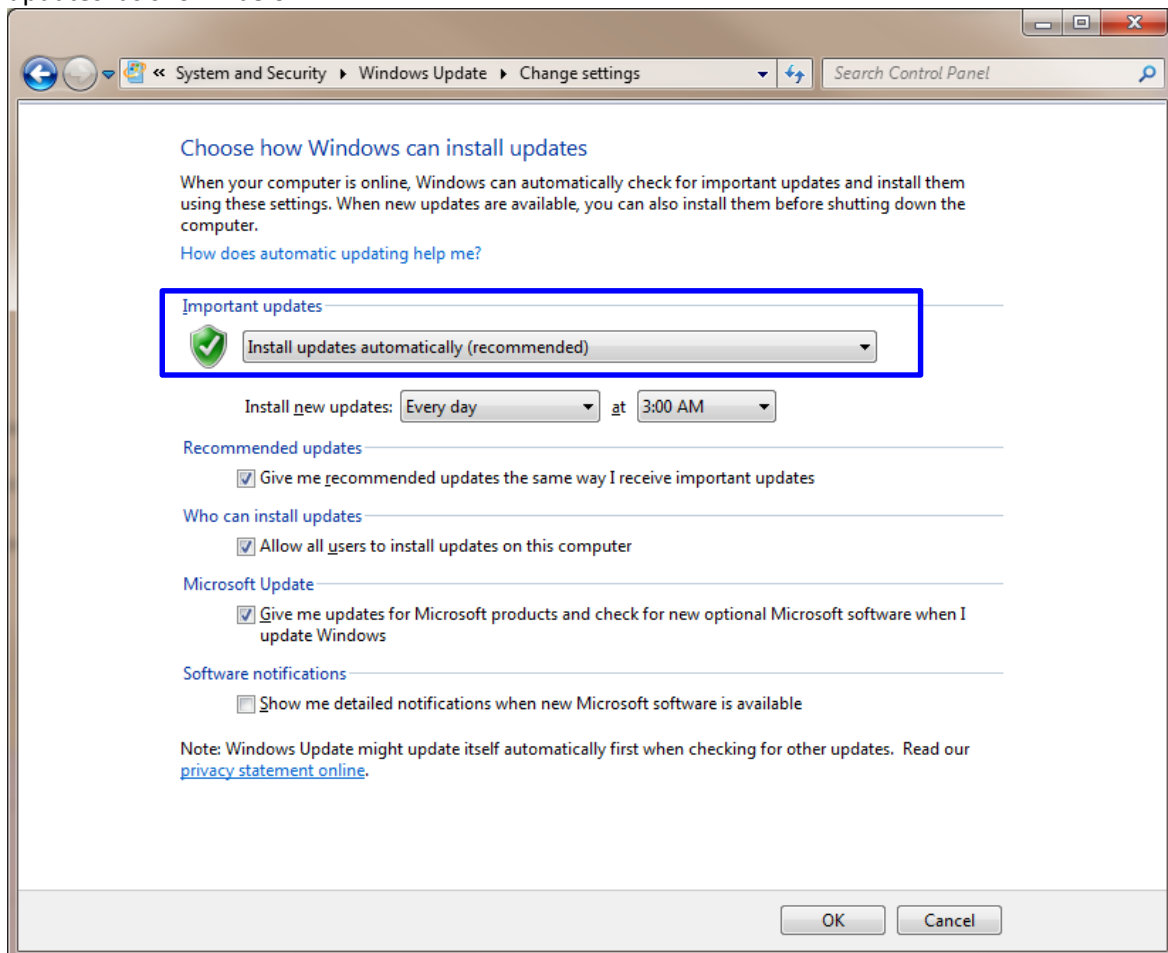 « System and Security ▸ Windows Update ▸ Change settings
Search Control Panel
Choose how Windows can install updates
When your computer is online, Windows can automatically check for important updates and install them
using these settings. When new updates are available, you can also install them before shutting down the
computer.
How does automatic updating help me?
Important updates
Install updates automatically (recommended)
Install new updates: Every day at 3:00 AM
Recommended updates
Give me recommended updates the same way I receive important updates
Who can install updates
Allow all users to install updates on this computer
Microsoft Update
Give me updates for Microsoft products and check for new optional Microsoft software when I
update Windows
Software notifications
Show me detailed notifications when new Microsoft software is available
Note: Windows Update might update itself automatically first when checking for other updates. Read our
privacy statement online.
OK Cancel